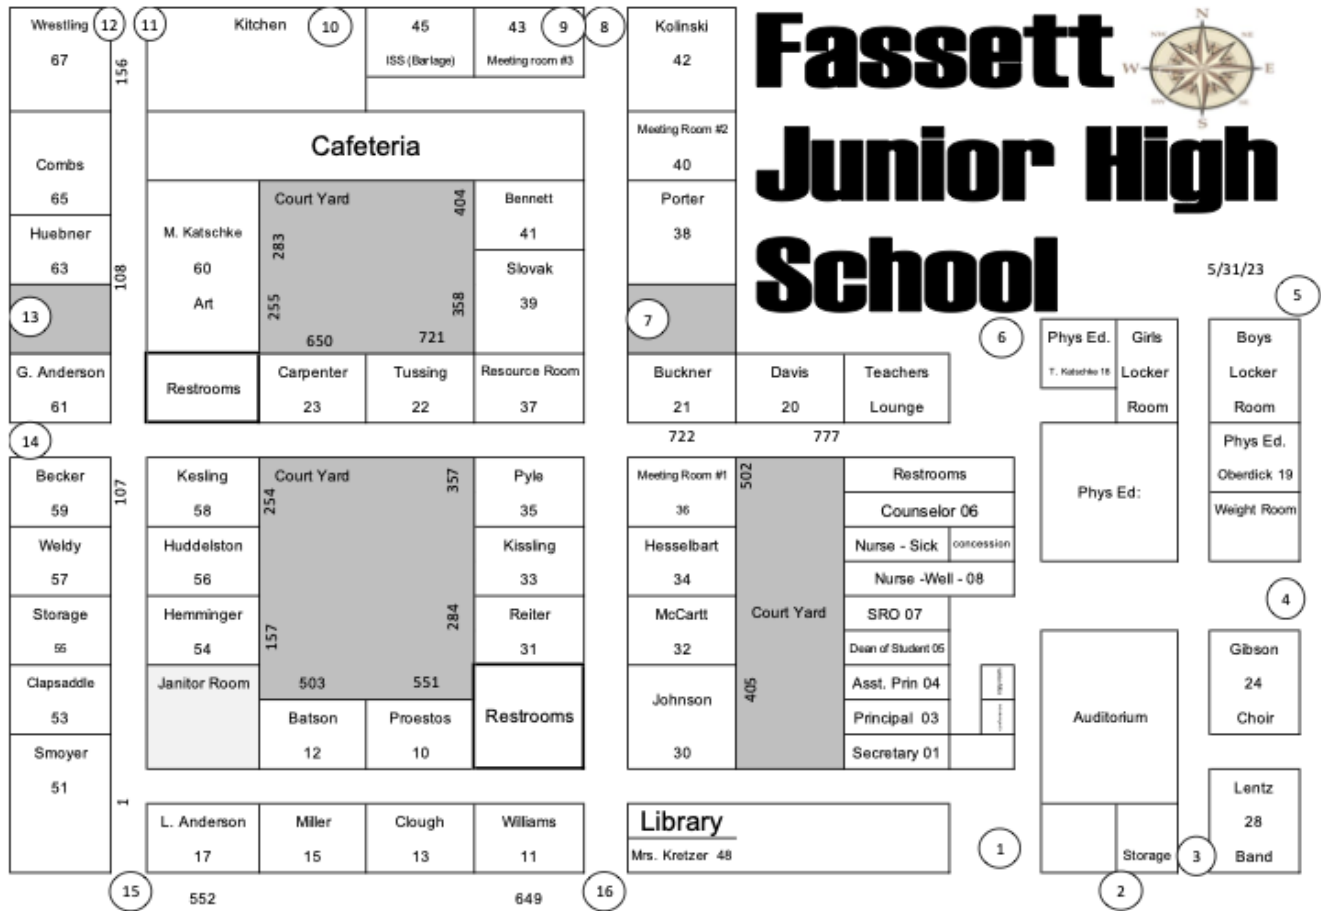 Fassett
Junior High
School
5/31/23
N
NE
E
SE
S
SW
W
NW
Wrestling
67
12
11
156
Kitchen
10
45
ISS (Barlage)
43
Meeting room #3
9
8
Kolinski
42
Cafeteria
Meeting Room #2
40
Combs
65
Huebner
63
108
13
M. Katschke
60
Art
Court Yard
404
283
255
358
650
721
Bennett
41
Slovak
39
Porter
38
7
6
5
G. Anderson
61
Restrooms
Carpenter
23
Tussing
22
Resource Room
37
Buckner
21
Davis
20
Teachers
Lounge
Phys Ed.
T. Katschke 18
Girls
Locker
Room
Boys
Locker
Room
14
722
777
Phys Ed.
Oberdick 19
Weight Room
Phys Ed:
Becker
59
107
Kesling
58
Court Yard
254
357
Pyle
35
Meeting Room #1
36
502
Restrooms
Counselor 06
Weldy
57
Huddelston
56
Kissling
33
Hesselbart
34
Nurse - Sick
concession
Nurse -Well - 08
4
Storage
55
Hemminger
54
157
284
Reiter
31
McCartt
32
Court Yard
SRO 07
Dean of Student 05
Gibson
24
Choir
Clapsaddle
53
Janitor Room
503
551
Restrooms
Johnson
30
405
Asst. Prin 04
Principal 03
Secretary 01
Auditorium
Smoyer
51
1
Batson
12
Proestos
10
L. Anderson
17
Miller
15
Clough
13
Williams
11
Library
Mrs. Kretzer 48
1
Storage
3
2
Lentz
28
Band
15
552
649
16